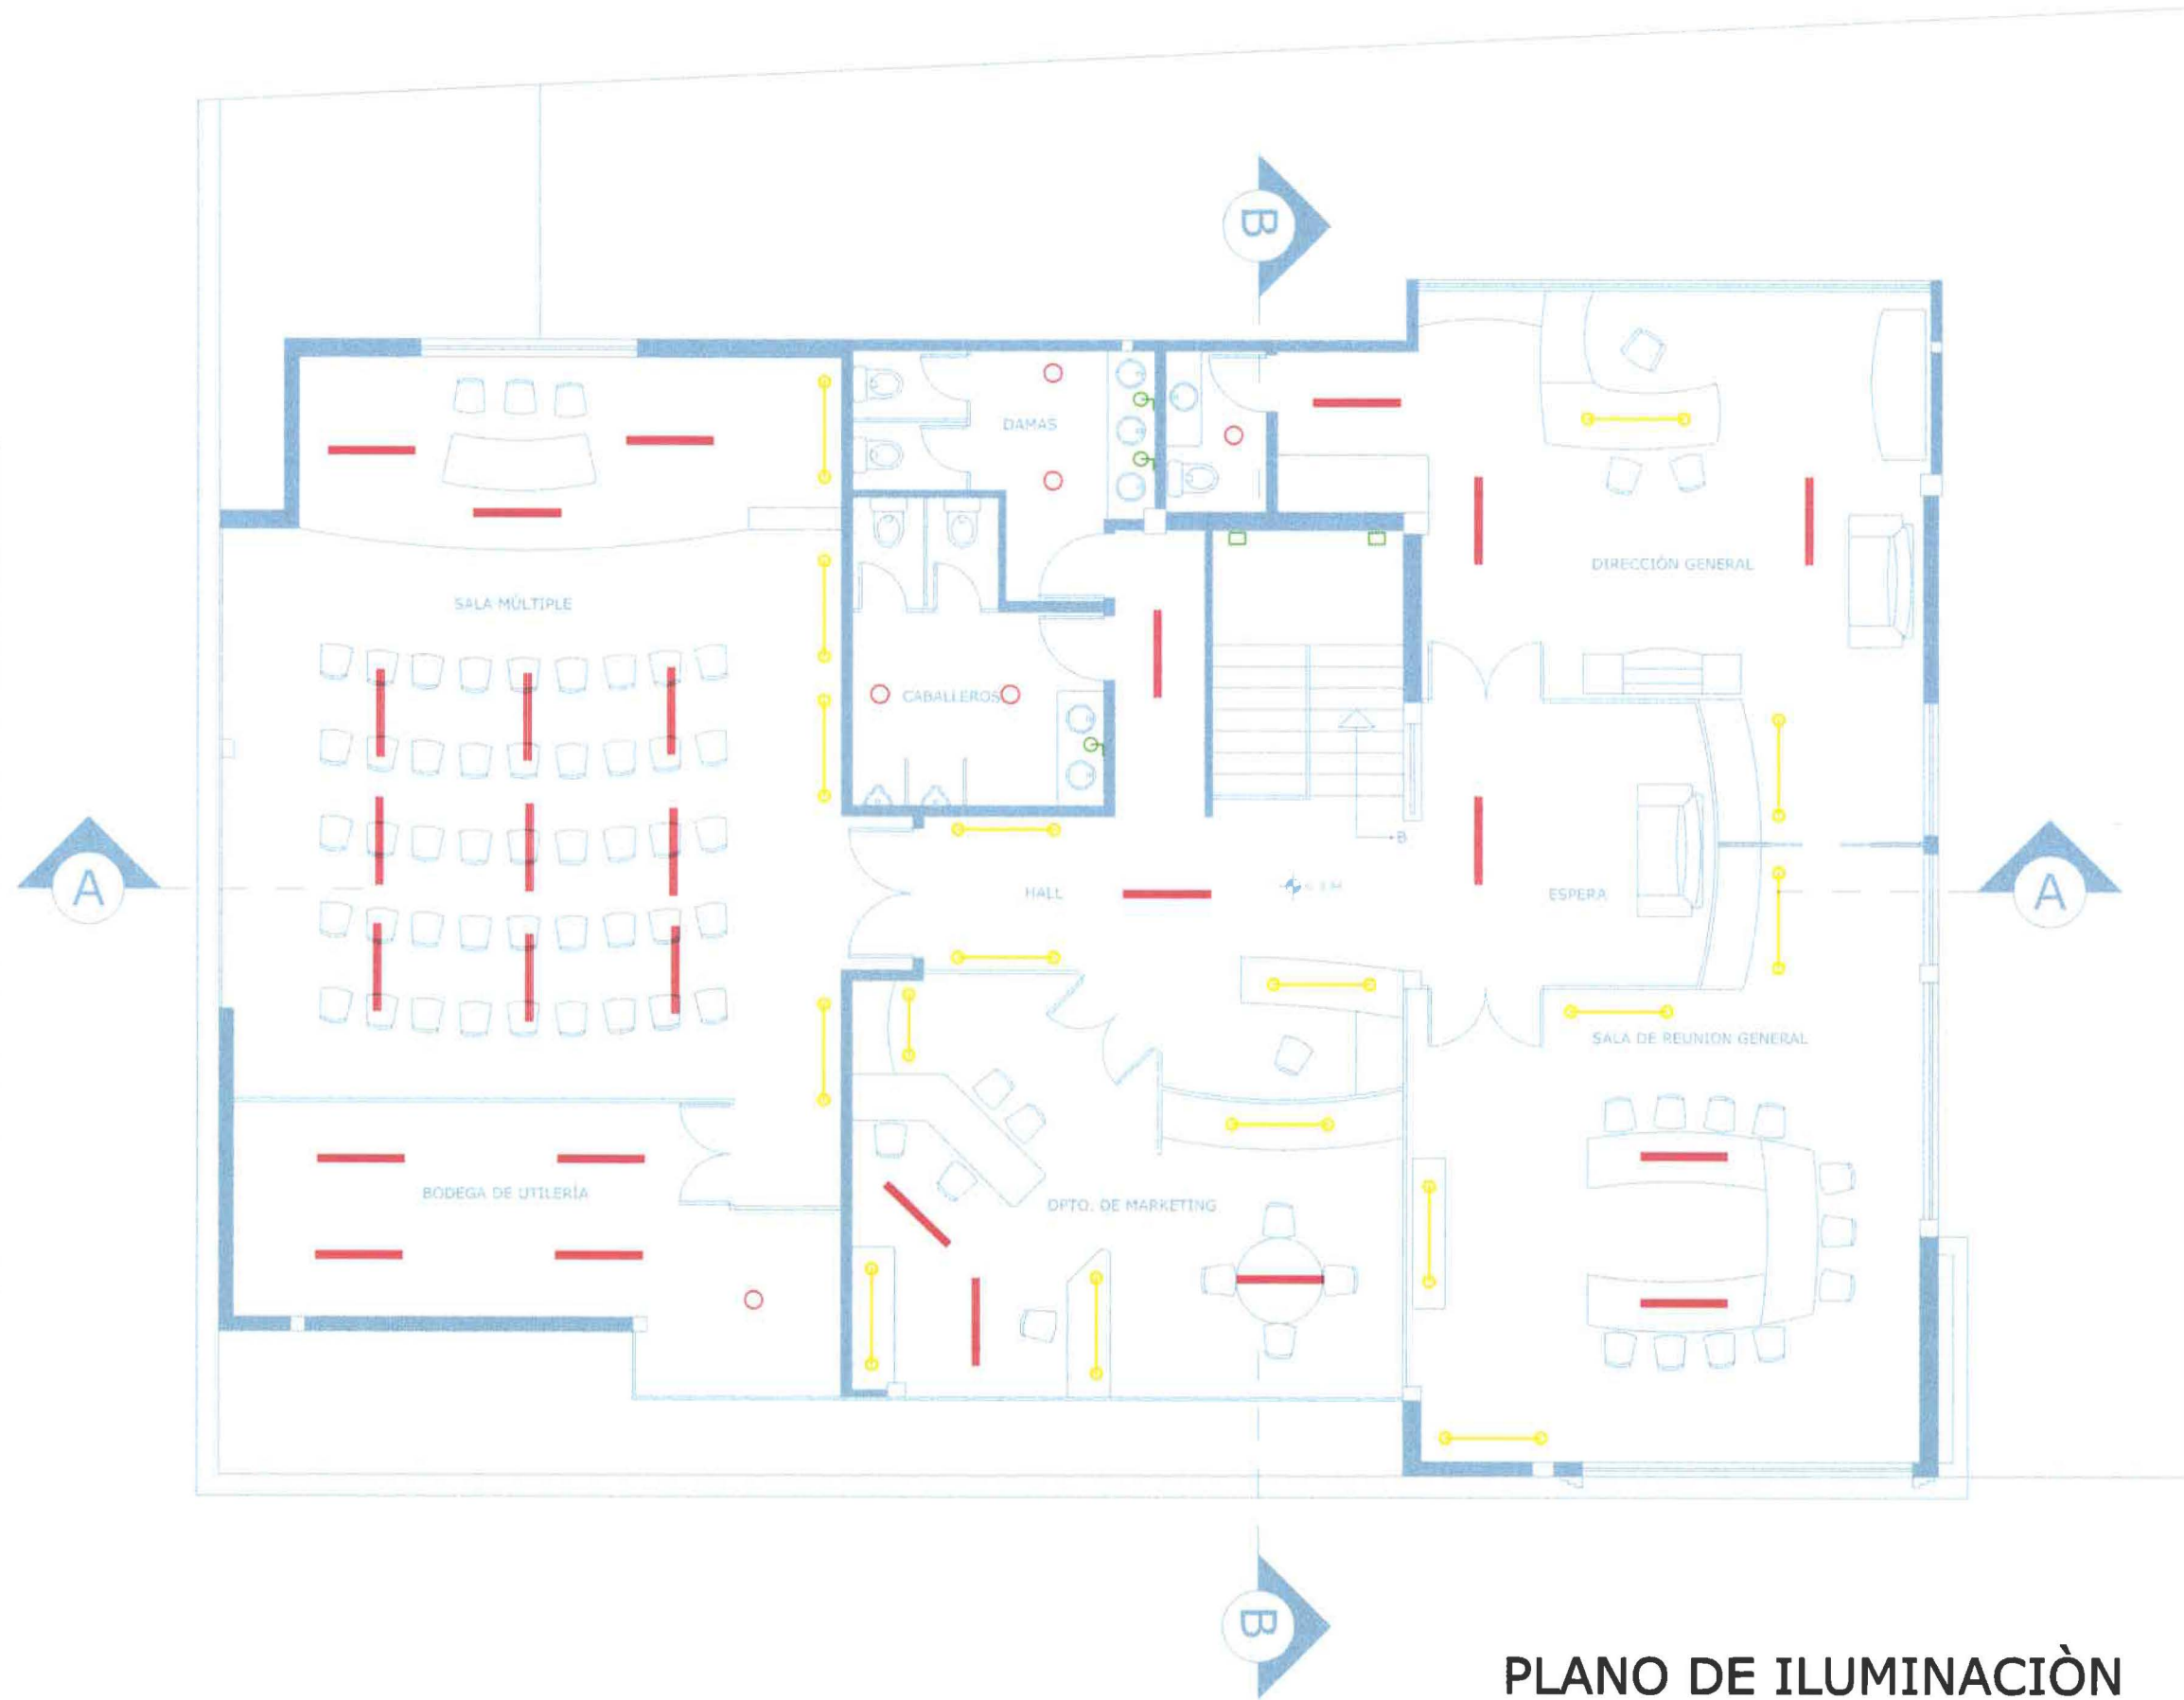 B
DAMAS
DIRECCIÓN GENERAL
SALA MÚLTIPLE
CABALLEROS
B
A
HALL
ESPERA
A
SALA DE REUNION GENERAL
BODEGA DE UTILERÍA
DPTO. DE MARKETING
B
PLANO DE ILUMINACIÒN